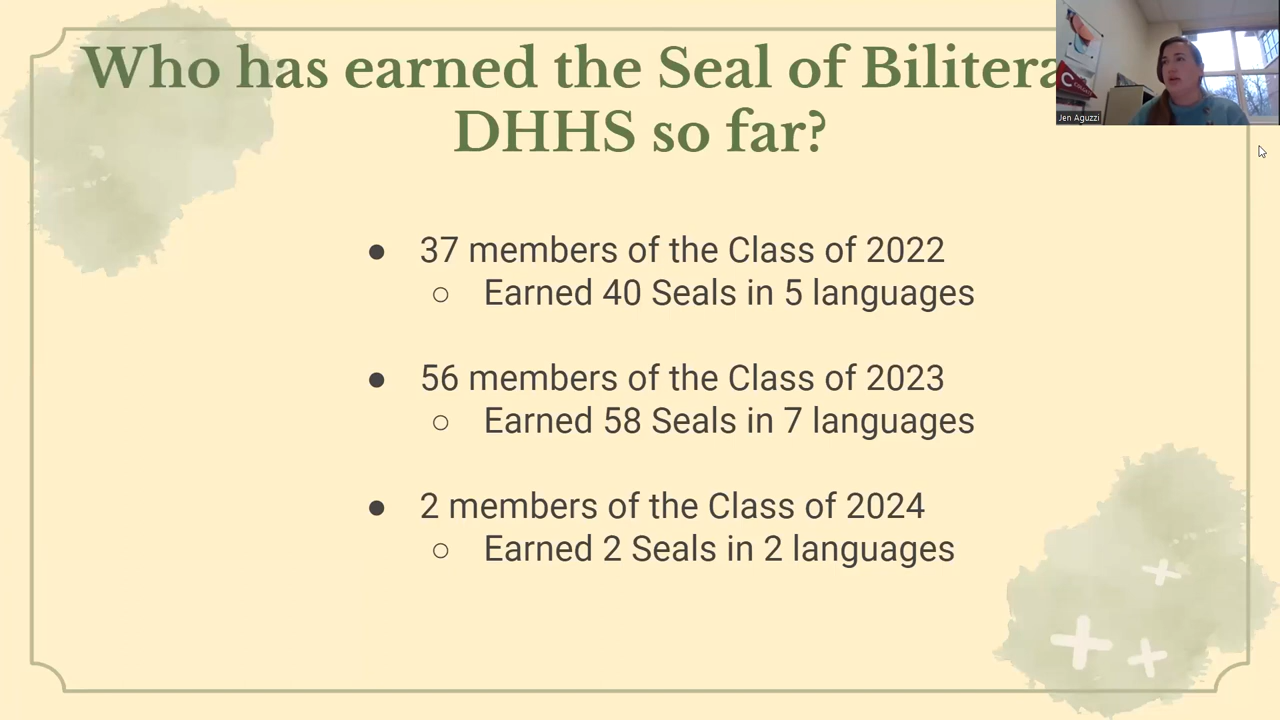 Who has earned the Seal of
DHHS so far?
Jen Aguzzi
● 37 members of the Class of 2022
○ Earned 40 Seals in 5 languages
● 56 members of the Class of 2023
○ Earned 58 Seals in 7 languages
● 2 members of the Class of 2024
○ Earned 2 Seals in 2 languages